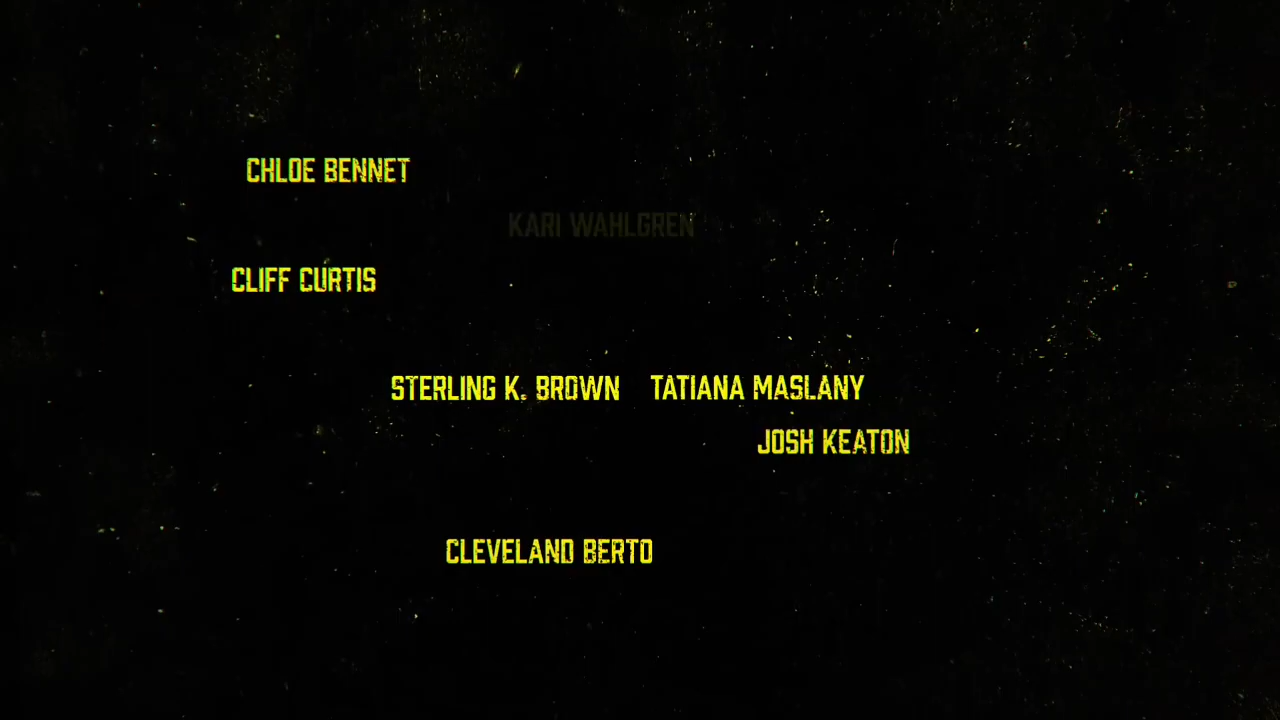 CHLOE BENNET
KARI WAHLGREN
CLIFF CURTIS
STERLING K. BROWN TATIANA MASLANY
JOSH KEATON
CLEVELAND BERTO